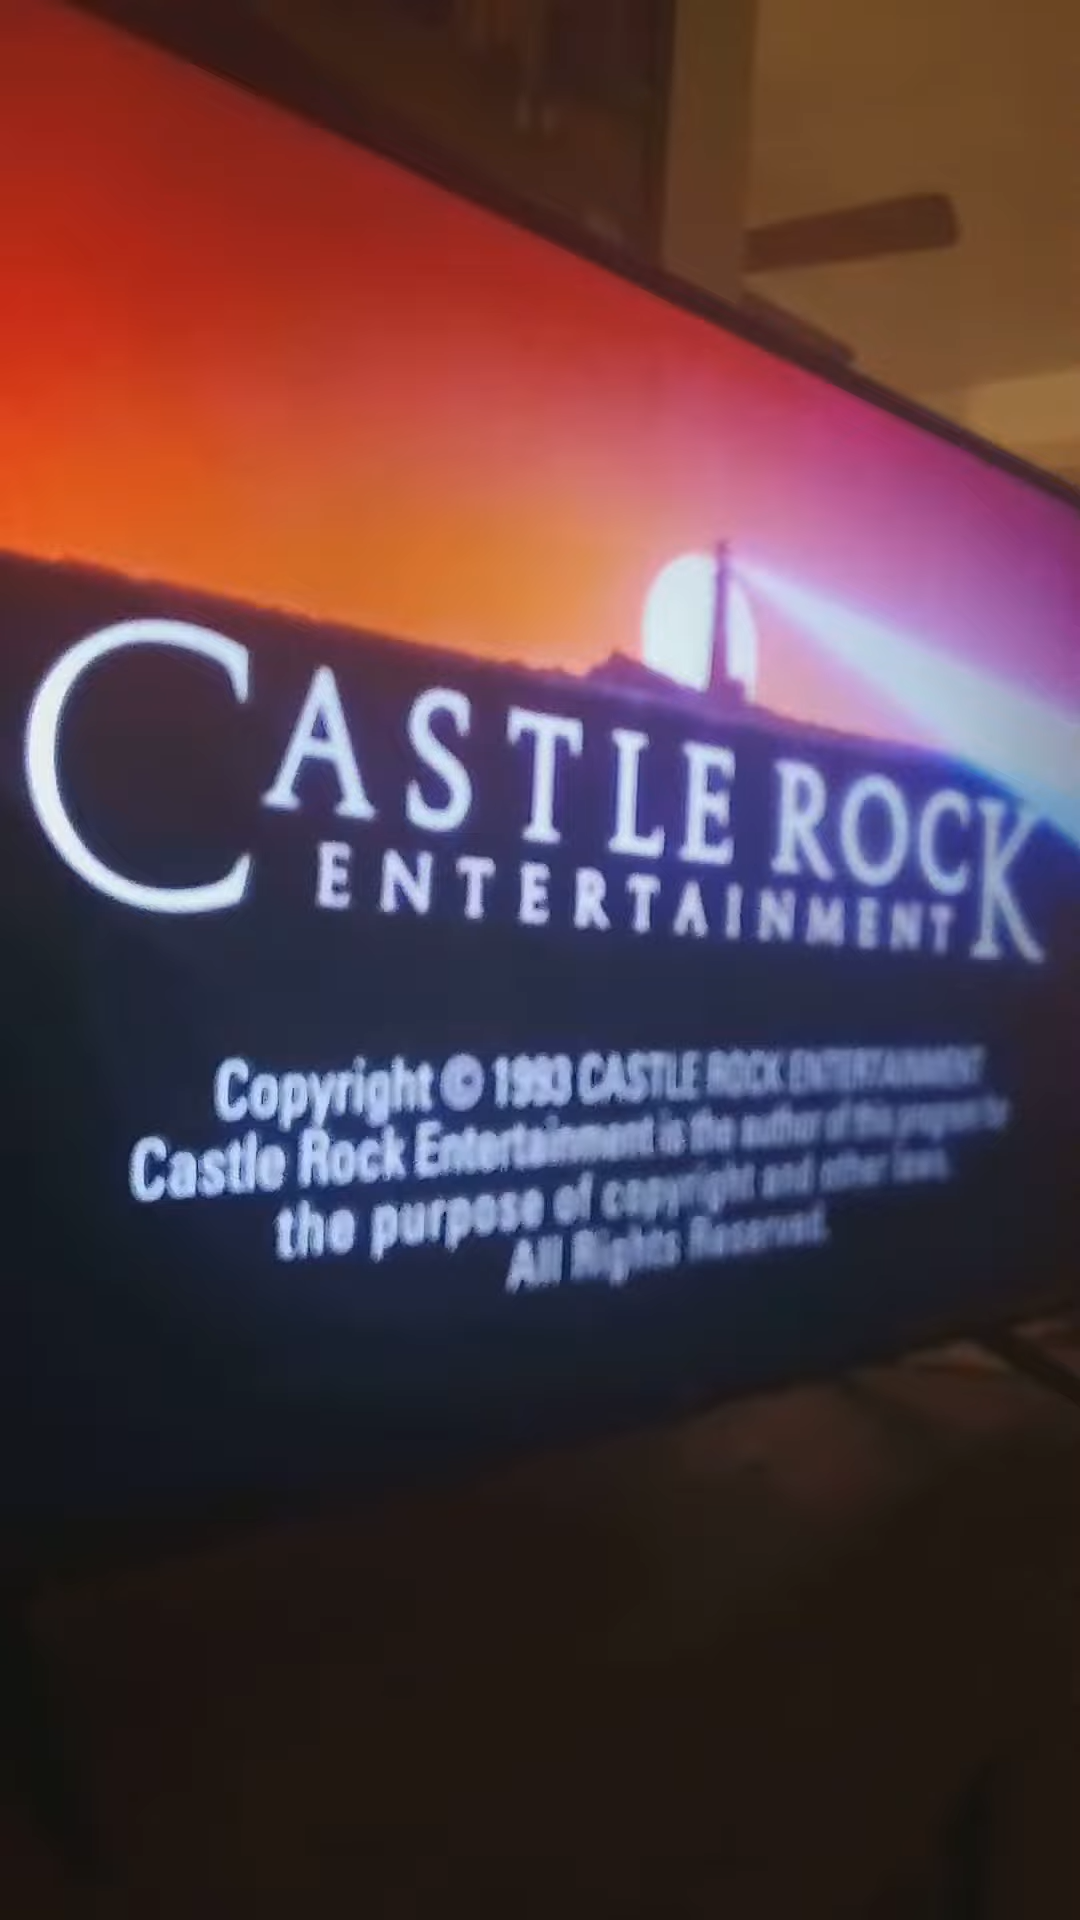 CASTLE ROCK
ENTERTAINMENT
Copyright © 1993 CASTLE ROCK ENTERTAINMENT
Castle Rock Entertainment is the author of this program for
the purpose of copyright and other laws.
All Rights Reserved.